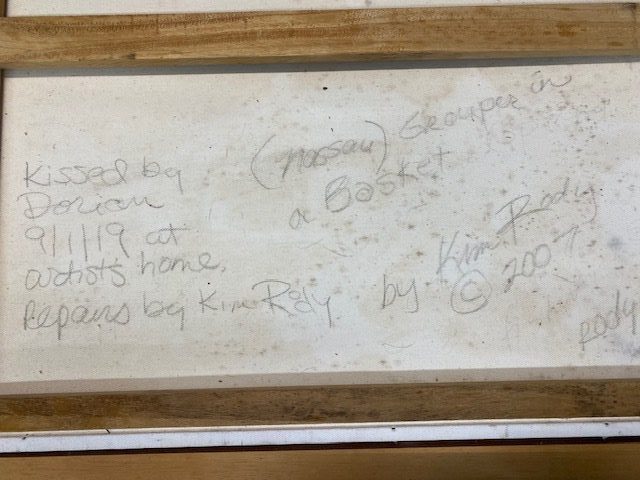 Kissed by
Dorian
9/1/19 at
artist's home.
Repairs by Kim Rody
(Nassau) Grouper in
a Basket
by Kim Rody
© 2007
Rody